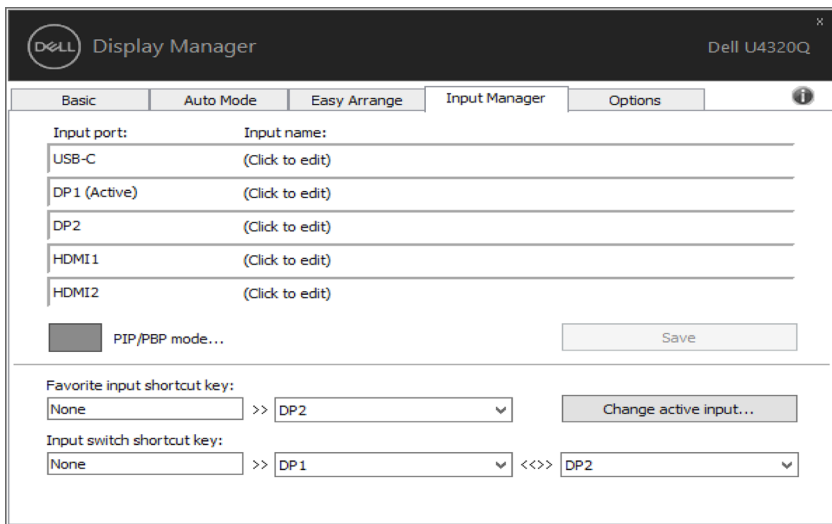 x
DELL Display Manager Dell U4320Q
Basic Auto Mode Easy Arrange Input Manager Options i
Input port: Input name:
USB-C (Click to edit)
DP1 (Active) (Click to edit)
DP2 (Click to edit)
HDMI1 (Click to edit)
HDMI2 (Click to edit)
PIP/PBP mode... Save
Favorite input shortcut key:
None >> DP2 Change active input...
Input switch shortcut key:
None >> DP1 <<>> DP2